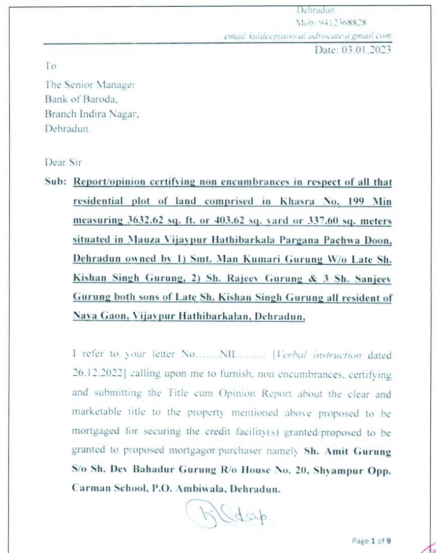 Dehradun
Mob: 9412368828
email-kuldeepjaiswal.advocate@gmail.com
Date: 03.01.2023
To
The Senior Manager
Bank of Baroda,
Branch Indira Nagar,
Dehradun.
Dear Sir
Sub: Report/opinion certifying non encumbrances in respect of all that
residential plot of land comprised in Khasra No, 199 Min
measuring 3632.62 sq. ft. or 403.62 sq. yard or 337.60 sq. meters
situated in Mauza Vijaypur Hathibarkala Pargana Pachwa Doon,
Dehradun owned by 1) Smt. Man Kumari Gurung W/o Late Sh.
Kishan Singh Gurung, 2) Sh. Rajeev Gurung & 3 Sh. Sanjeev
Gurung both sons of Late Sh. Kishan Singh Gurung all resident of
Naya Gaon, Vijaypur Hathibarkalan, Dehradun,
I refer to your letter No......NIL......... [Verbal instruction dated
26.12.2022] calling upon me to furnish, non encumbrances, certifying
and submitting the Title cum Opinion Report about the clear and
marketable title to the property mentioned above proposed to be
mortgaged for securing the credit facility(s) granted/proposed to be
granted to proposed mortgagor/purchaser namely Sh. Amit Gurung
S/o Sh. Dev Bahadur Gurung R/o House No. 20, Shyampur Opp.
Carman School, P.O. Ambiwala, Dehradun.
Page 1 of 9